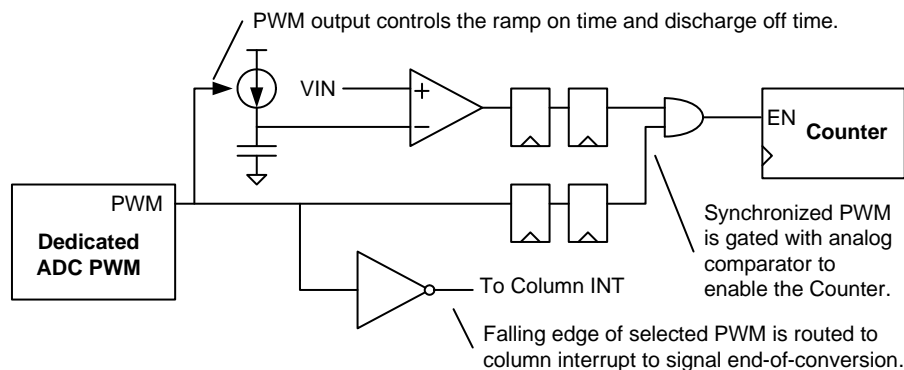 PWM output controls the ramp on time and discharge off time.
VIN
+
−
EN
Counter
PWM
Dedicated
ADC PWM
Synchronized PWM
is gated with analog
comparator to
enable the Counter.
To Column INT
Falling edge of selected PWM is routed to
column interrupt to signal end-of-conversion.